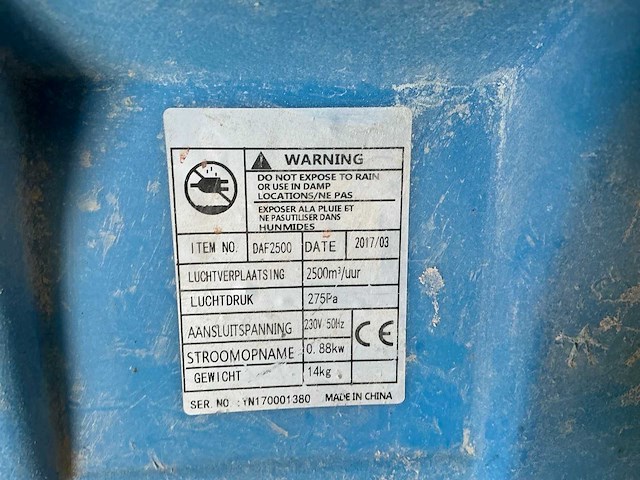 WARNING
DO NOT EXPOSE TO RAIN
OR USE IN DAMP
LOCATIONS/NE PAS
EXPOSER ALA PLUIE ET
NE PASUTILISER DANS
HUNMIDES
ITEM NO. DAF2500 DATE 2017/03
LUCHTVERPLAATSING 2500m³/uur
LUCHTDRUK 275Pa
AANSLUITSPANNING 230V 50Hz
CE
STROOMOPNAME 0.88kw
GEWICHT 14kg
SER. NO.:YN170001380 MADE IN CHINA